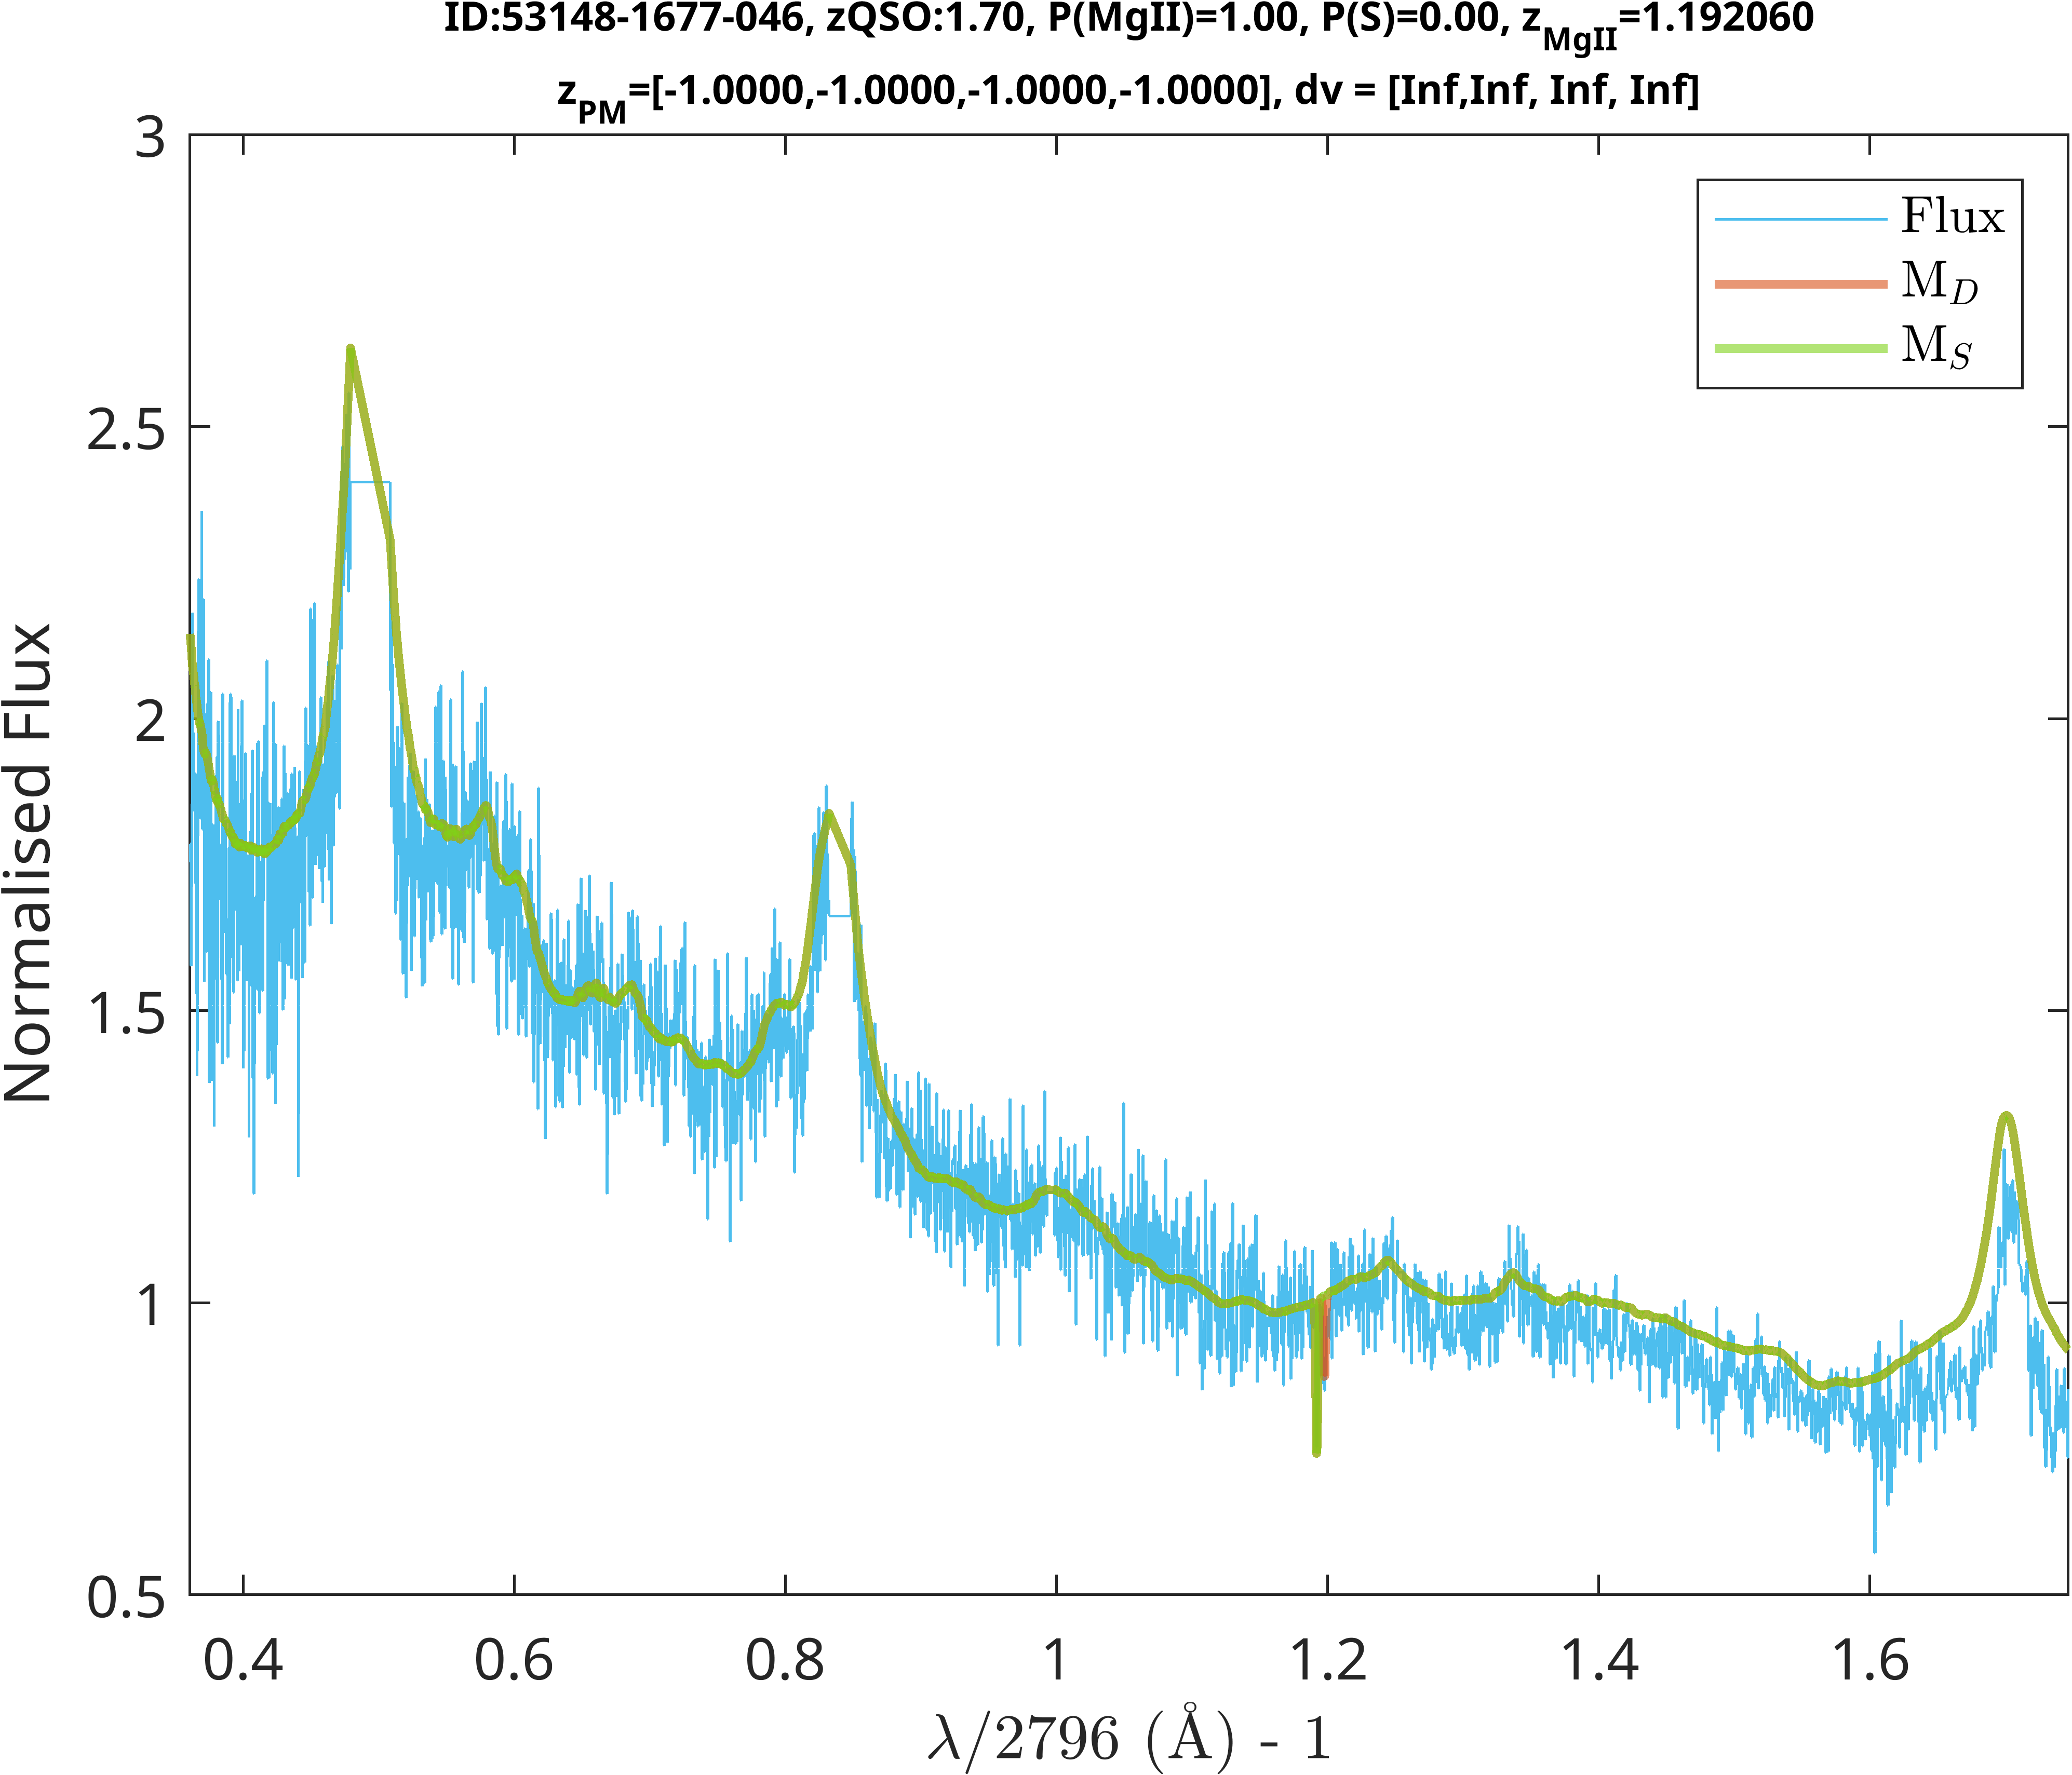 ID:53148-1677-046, zQSO:1.70, P(MgII)=1.00, P(S)=0.00, zMgII=1.192060
zPM=[-1.0000,-1.0000,-1.0000,-1.0000], dv = [Inf,Inf, Inf, Inf]
3
2.5
2
1.5
1
0.5
Normalised Flux
Flux
MD
MS
0.4 0.6 0.8 1 1.2 1.4 1.6
λ/2796 (Å) - 1